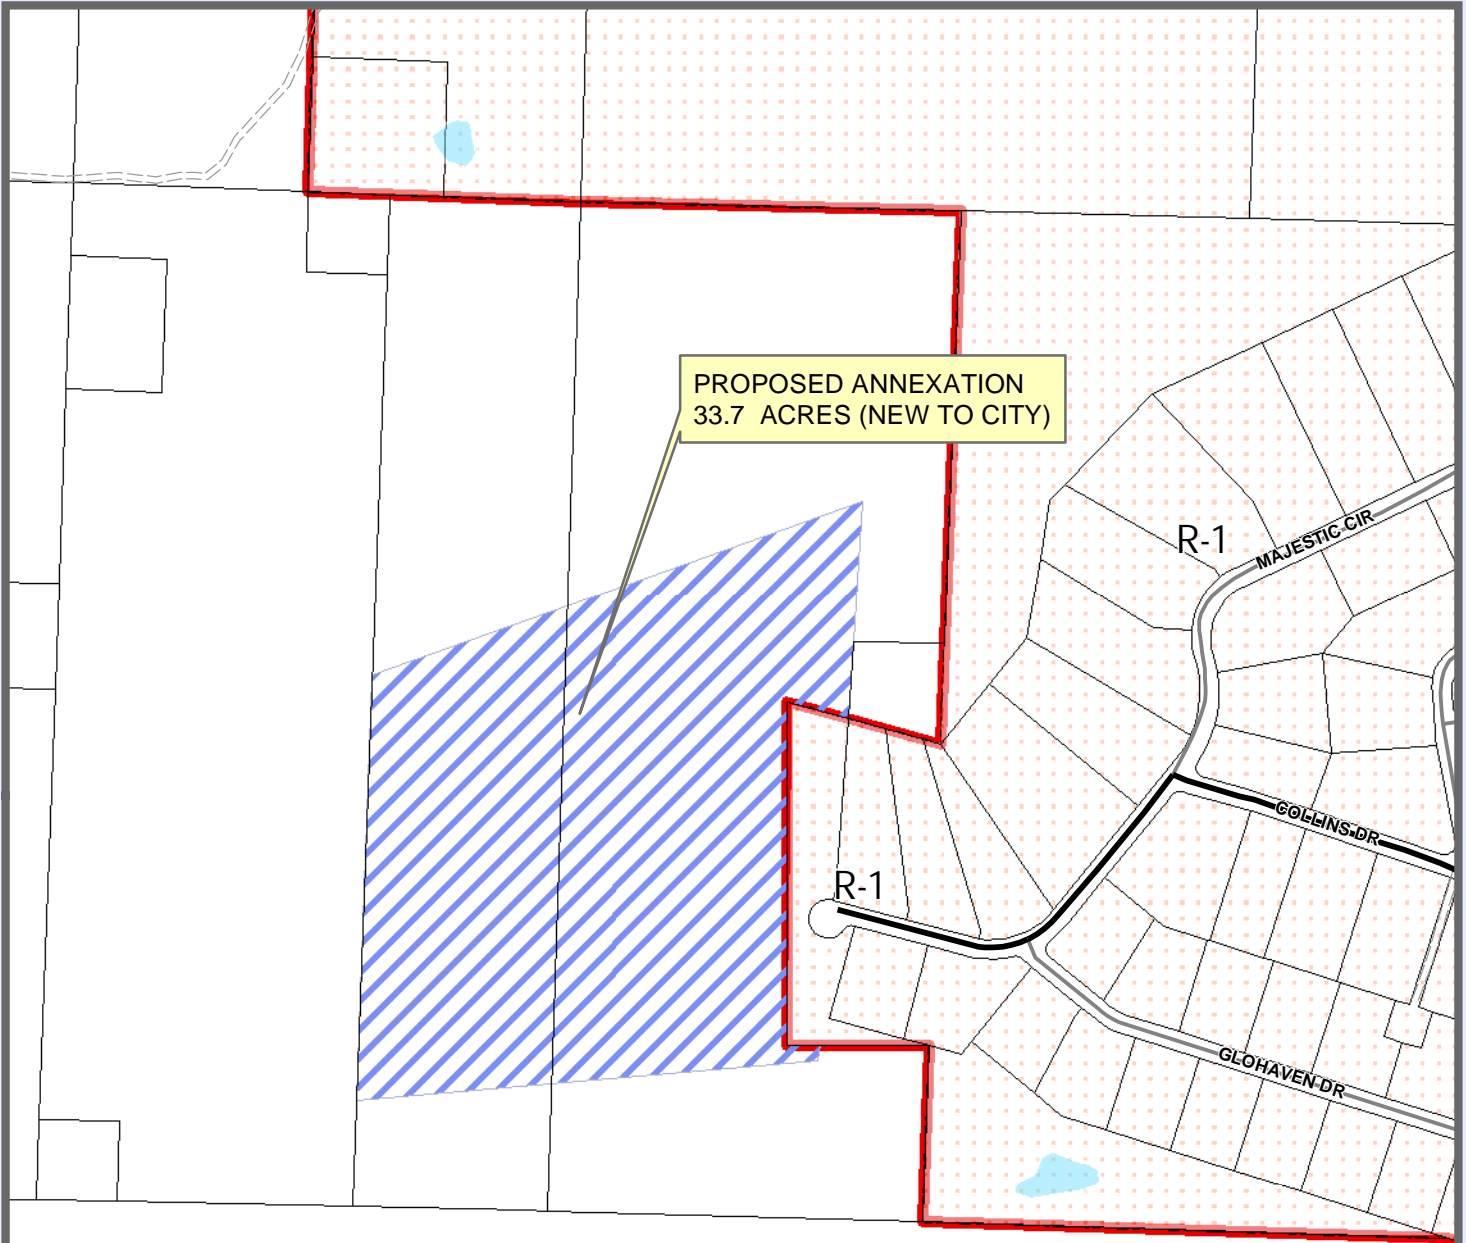 PROPOSED ANNEXATION
33.7 ACRES (NEW TO CITY)
R-1
MAJESTIC CIR
COLLINS DR
R-1
GLOHAVEN DR